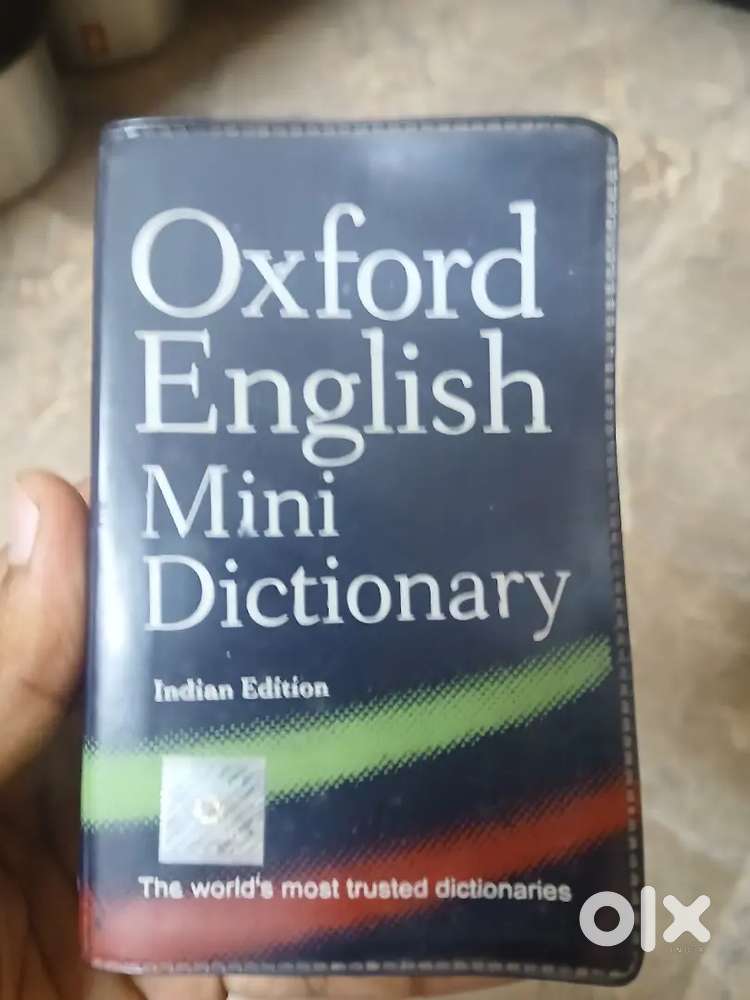 Oxford
English
Mini
Dictionary
Indian Edition
The world's most trusted dictionaries
olx